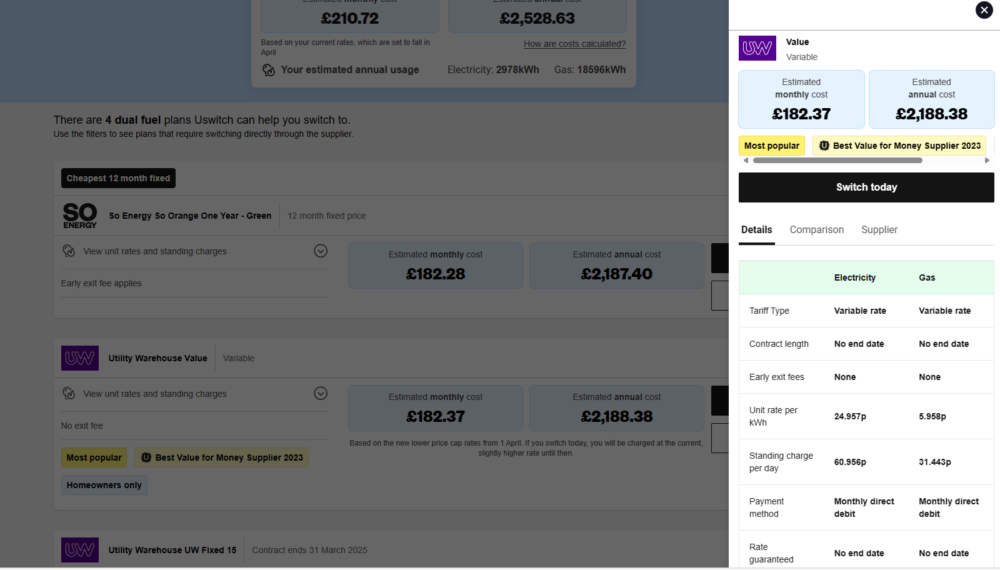 Estimated monthly cost
£210.72
Estimated annual cost
£2,528.63
Based on your current rates, which are set to fall in
April
How are costs calculated?
Your estimated annual usage
Electricity: 2978kWh
Gas: 18596kWh
There are 4 dual fuel plans Uswitch can help you switch to.
Use the filters to see plans that require switching directly through the supplier.
Cheapest 12 month fixed
SO
ENERGY
So Energy So Orange One Year - Green
12 month fixed price
View unit rates and standing charges
Early exit fee applies
Estimated monthly cost
£182.28
Estimated annual cost
£2,187.40
UW
Utility Warehouse Value
Variable
View unit rates and standing charges
No exit fee
Most popular
Best Value for Money Supplier 2023
Homeowners only
Estimated monthly cost
£182.37
Estimated annual cost
£2,188.38
Based on the new lower price cap rates from 1 April. If you switch today, you will be charged at the current,
slightly higher rate until then.
UW
Utility Warehouse UW Fixed 15
Contract ends 31 March 2025
UW
Value
Variable
Estimated
monthly cost
£182.37
Estimated
annual cost
£2,188.38
Most popular
Best Value for Money Supplier 2023
Switch today
Details
Comparison
Supplier
Electricity
Gas
Tariff Type
Variable rate
Variable rate
Contract length
No end date
No end date
Early exit fees
None
None
Unit rate per
kWh
24.957p
5.958p
Standing charge
per day
60.956p
31.443p
Payment
method
Monthly direct
debit
Monthly direct
debit
Rate
guaranteed
No end date
No end date